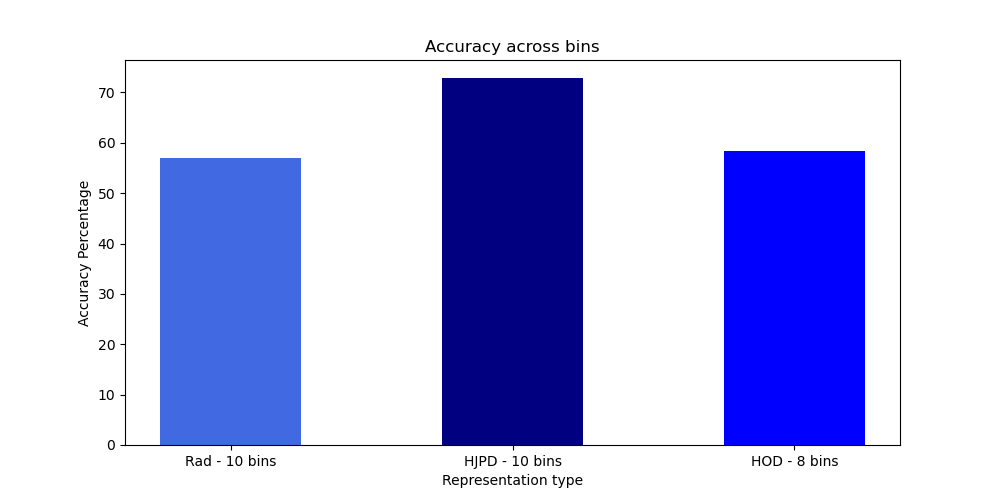 Accuracy across bins
Accuracy Percentage
70
60
50
40
30
20
10
0
Rad - 10 bins
HJPD - 10 bins
HOD - 8 bins
Representation type